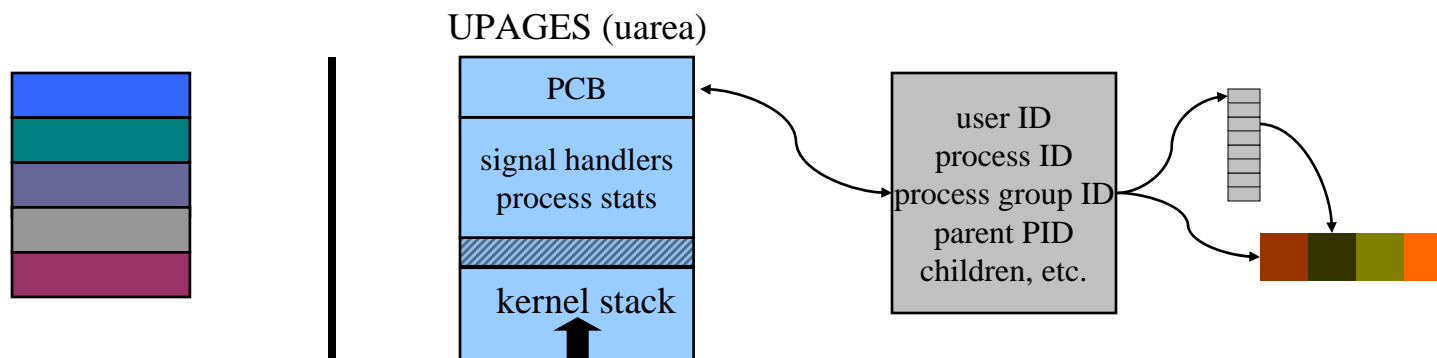 UPAGES (uarea)
PCB
signal handlers
process stats
kernel stack
user ID
process ID
process group ID
parent PID
children, etc.